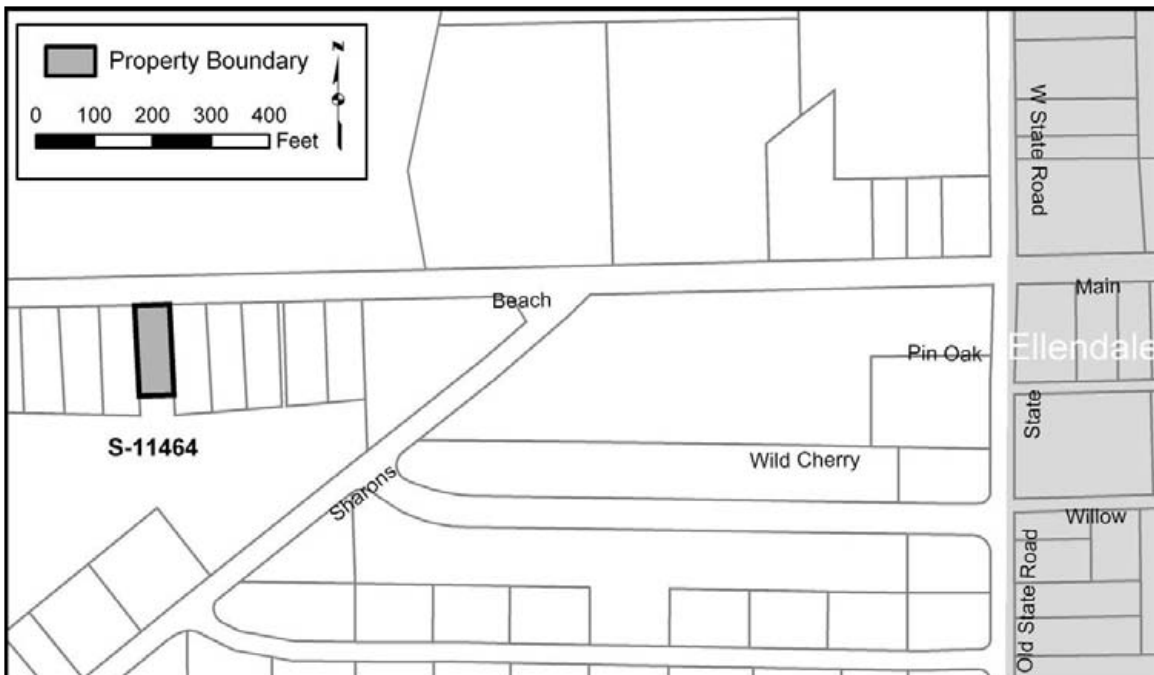 Property Boundary
N
0 100 200 300 400
Feet
W State Road
Beach
Main
Pin Oak
Ellendale
State
S-11464
Wild Cherry
Sharons
Willow
Old State Road